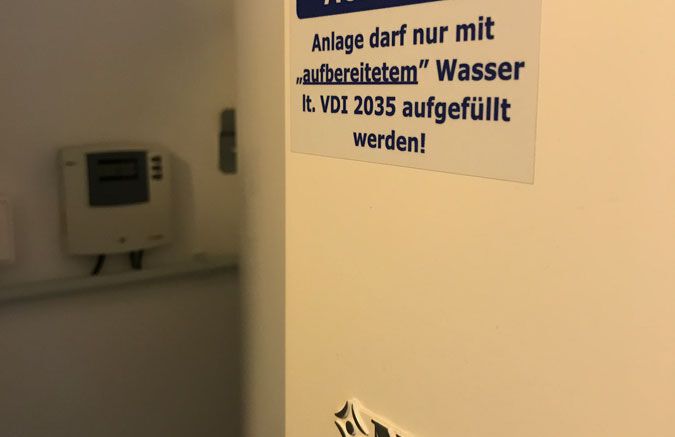 Anlage darf nur mit
„aufbereitetem” Wasser
lt. VDI 2035 aufgefüllt
werden!